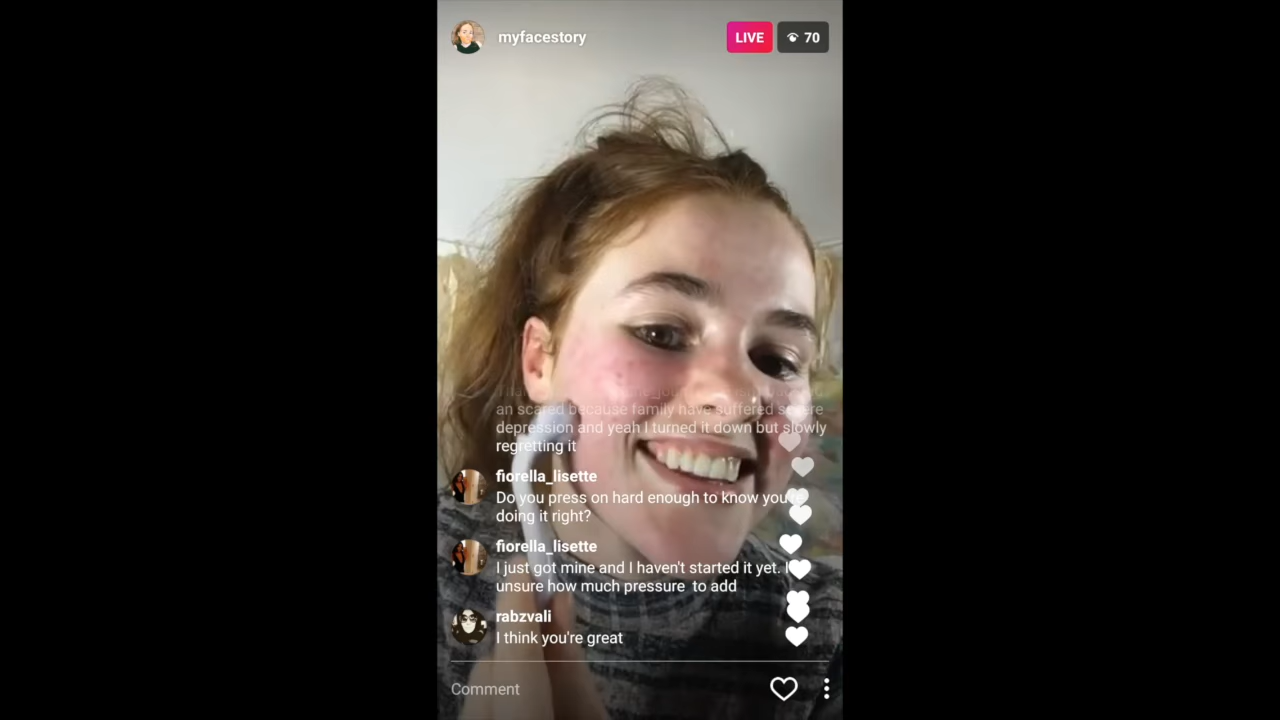 myfacestory
LIVE
70
an scared because family have suffered severe
depression and yeah I turned it down but slowly
regretting it
fiorella_lisette
Do you press on hard enough to know you're
doing it right?
fiorella_lisette
I just got mine and I haven't started it yet. I
unsure how much pressure to add
rabzvali
I think you're great
Comment